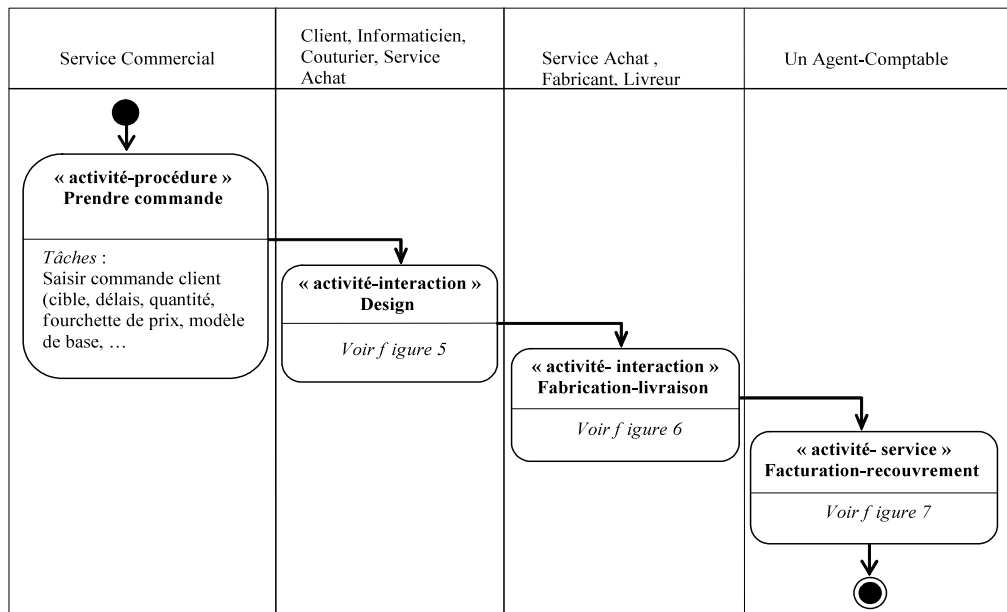 Service Commercial
Client, Informaticien,
Couturier, Service
Achat
Service Achat ,
Fabricant, Livreur
Un Agent-Comptable
« activité-procédure »
Prendre commande
Tâches :
Saisir commande client
(cible, délais, quantité,
fourchette de prix, modèle
de base, …
« activité-interaction »
Design
Voir f igure 5
« activité- interaction »
Fabrication-livraison
Voir f igure 6
« activité- service »
Facturation-recouvrement
Voir f igure 7